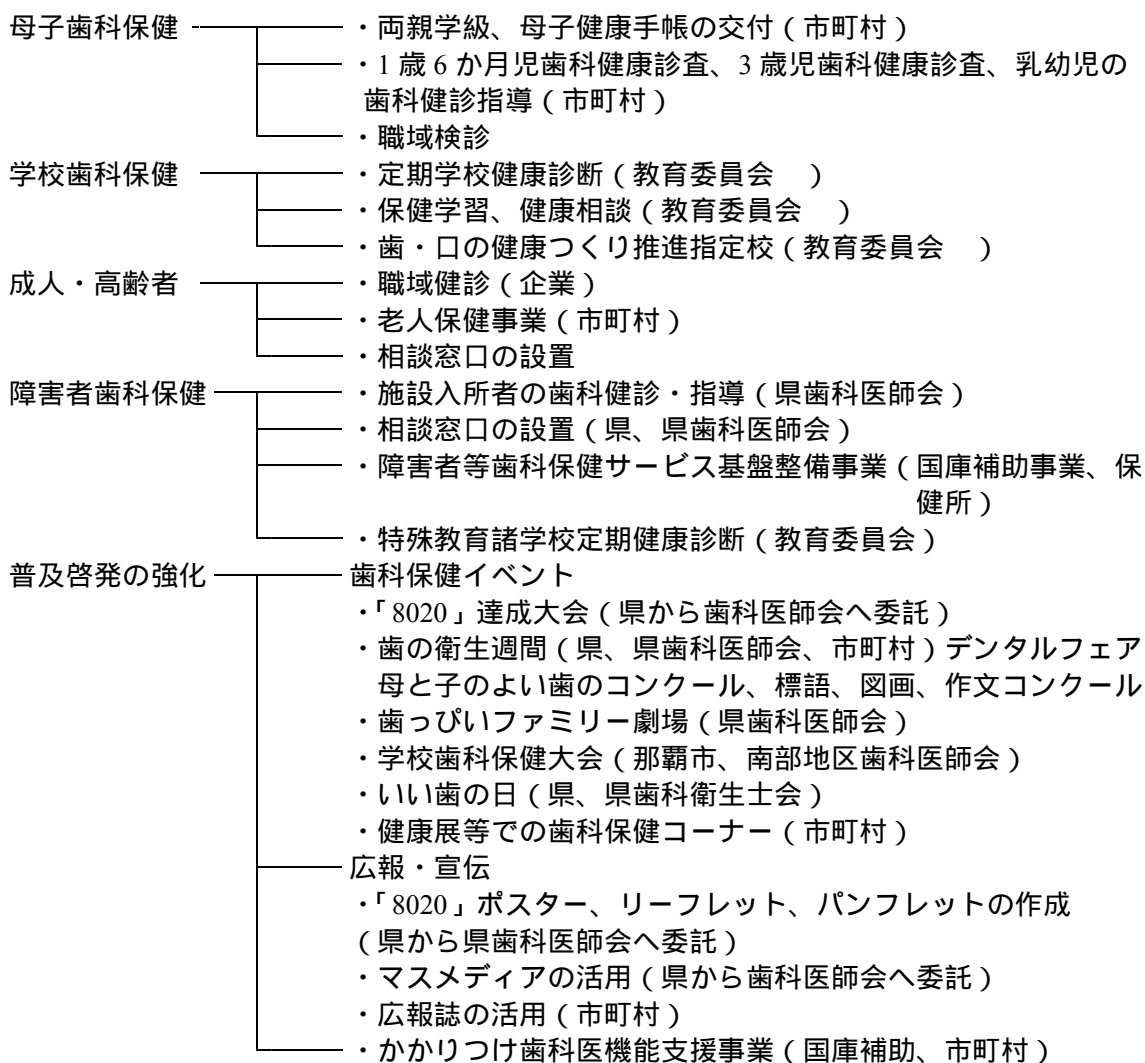 母子歯科保健 ・両親学級、母子健康手帳の交付（市町村）
・1歳6か月児歯科健康診査、3歳児歯科健康診査、乳幼児の
歯科健診指導（市町村）
・職域検診
学校歯科保健 ・定期学校健康診断（教育委員会　）
・保健学習、健康相談（教育委員会　）
・歯・口の健康つくり推進指定校（教育委員会　）
成人・高齢者 ・職域健診（企業）
・老人保健事業（市町村）
・相談窓口の設置
障害者歯科保健 ・施設入所者の歯科健診・指導（県歯科医師会）
・相談窓口の設置（県、県歯科医師会）
・障害者等歯科保健サービス基盤整備事業（国庫補助事業、保
健所）
・特殊教育諸学校定期健康診断（教育委員会）
普及啓発の強化 歯科保健イベント
・「8020」達成大会（県から歯科医師会へ委託）
・歯の衛生週間（県、県歯科医師会、市町村）デンタルフェア
母と子のよい歯のコンクール、標語、図画、作文コンクール
・歯っぴいファミリー劇場（県歯科医師会）
・学校歯科保健大会（那覇市、南部地区歯科医師会）
・いい歯の日（県、県歯科衛生士会）
・健康展等での歯科保健コーナー（市町村）
広報・宣伝
・「8020」ポスター、リーフレット、パンフレットの作成
（県から県歯科医師会へ委託）
・マスメディアの活用（県から歯科医師会へ委託）
・広報誌の活用（市町村）
・かかりつけ歯科医機能支援事業（国庫補助、市町村）